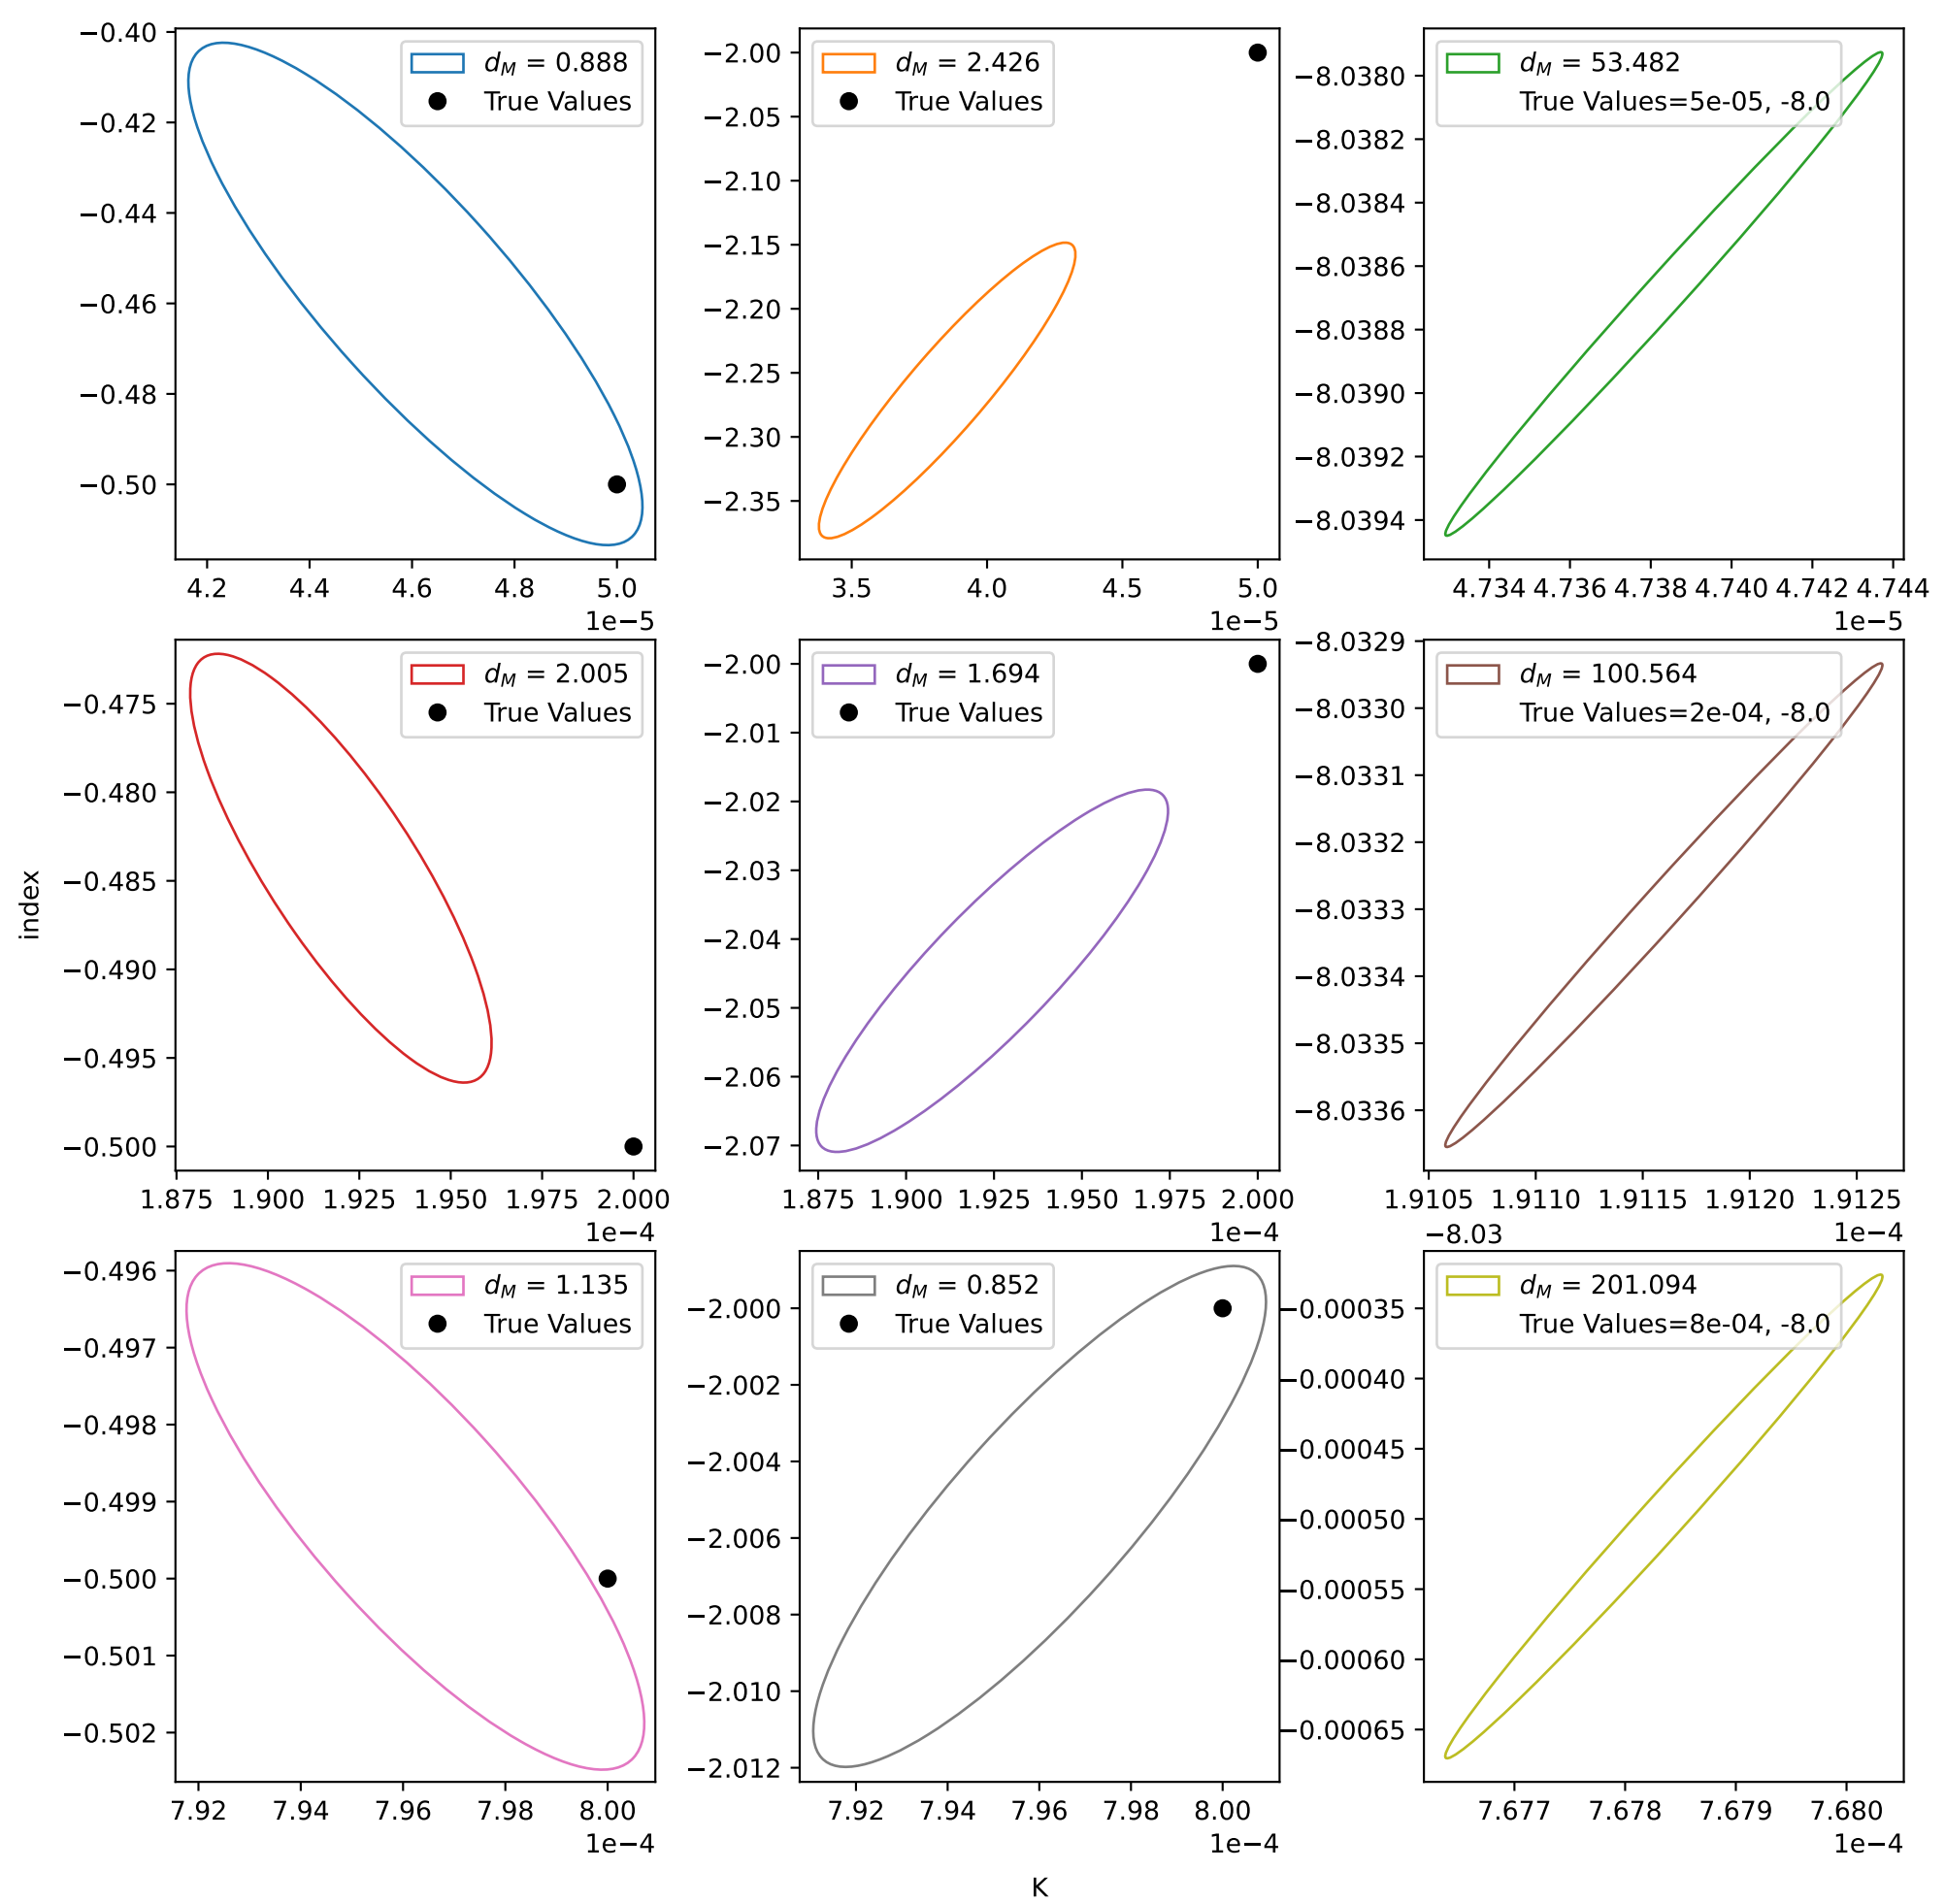 −0.40
−0.42
−0.44
−0.46
−0.48
−0.50
4.2 4.4 4.6 4.8 5.0
1e−5
d_M = 0.888
True Values
−2.00
−2.05
−2.10
−2.15
−2.20
−2.25
−2.30
−2.35
3.5 4.0 4.5 5.0
1e−5
d_M = 2.426
True Values
−8.0380
−8.0382
−8.0384
−8.0386
−8.0388
−8.0390
−8.0392
−8.0394
4.734 4.736 4.738 4.740 4.742 4.744
1e−5
d_M = 53.482
True Values=5e-05, -8.0
index
−0.475
−0.480
−0.485
−0.490
−0.495
−0.500
1.875 1.900 1.925 1.950 1.975 2.000
1e−4
d_M = 2.005
True Values
−2.00
−2.01
−2.02
−2.03
−2.04
−2.05
−2.06
−2.07
1.875 1.900 1.925 1.950 1.975 2.000
1e−4
d_M = 1.694
True Values
−8.0329
−8.0330
−8.0331
−8.0332
−8.0333
−8.0334
−8.0335
−8.0336
1.9105 1.9110 1.9115 1.9120 1.9125
1e−4
d_M = 100.564
True Values=2e-04, -8.0
−0.496
−0.497
−0.498
−0.499
−0.500
−0.501
−0.502
7.92 7.94 7.96 7.98 8.00
1e−4
d_M = 1.135
True Values
−2.000
−2.002
−2.004
−2.006
−2.008
−2.010
−2.012
7.92 7.94 7.96 7.98 8.00
1e−4
d_M = 0.852
True Values
−8.03
−0.00035
−0.00040
−0.00045
−0.00050
−0.00055
−0.00060
−0.00065
7.677 7.678 7.679 7.680
1e−4
d_M = 201.094
True Values=8e-04, -8.0
K